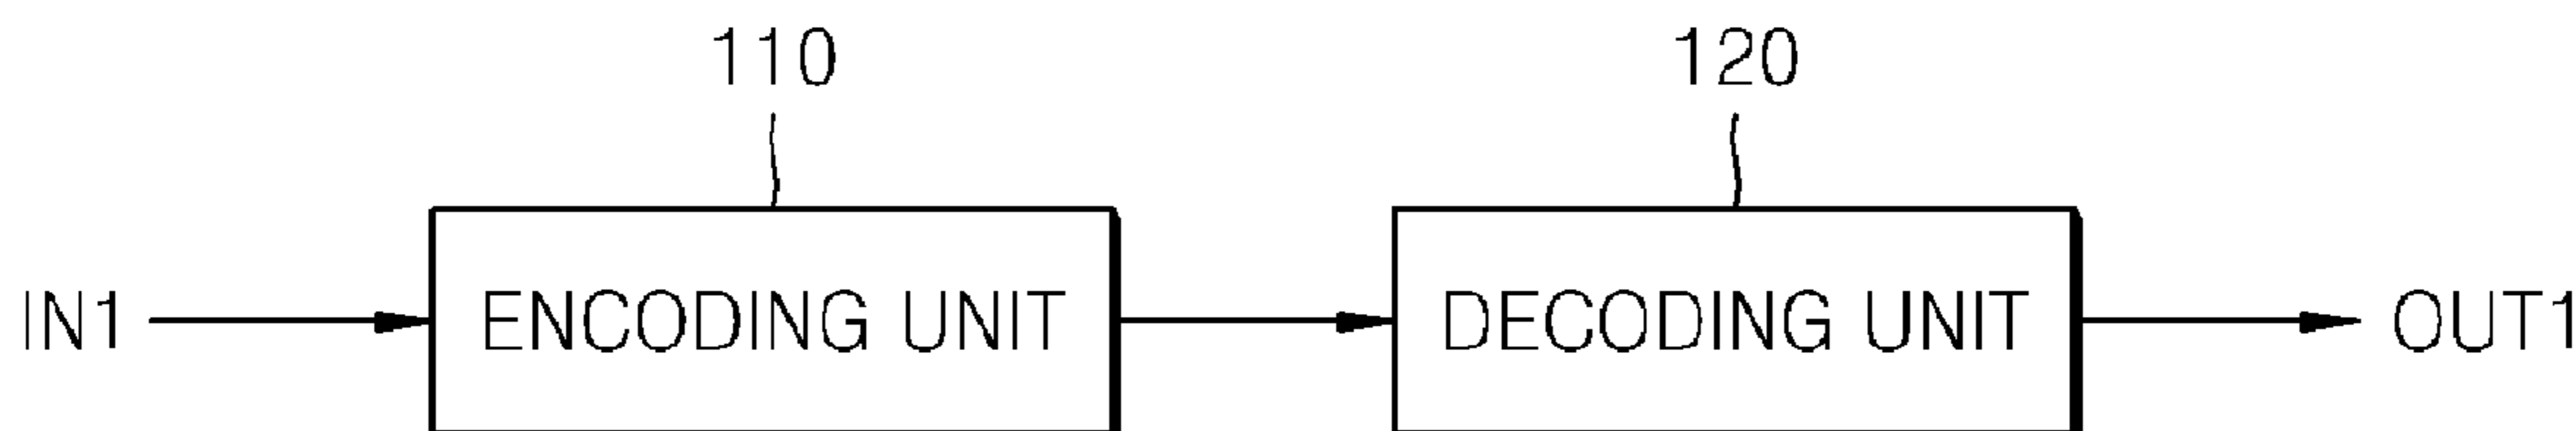 110 120
IN1 ENCODING UNIT DECODING UNIT OUT1